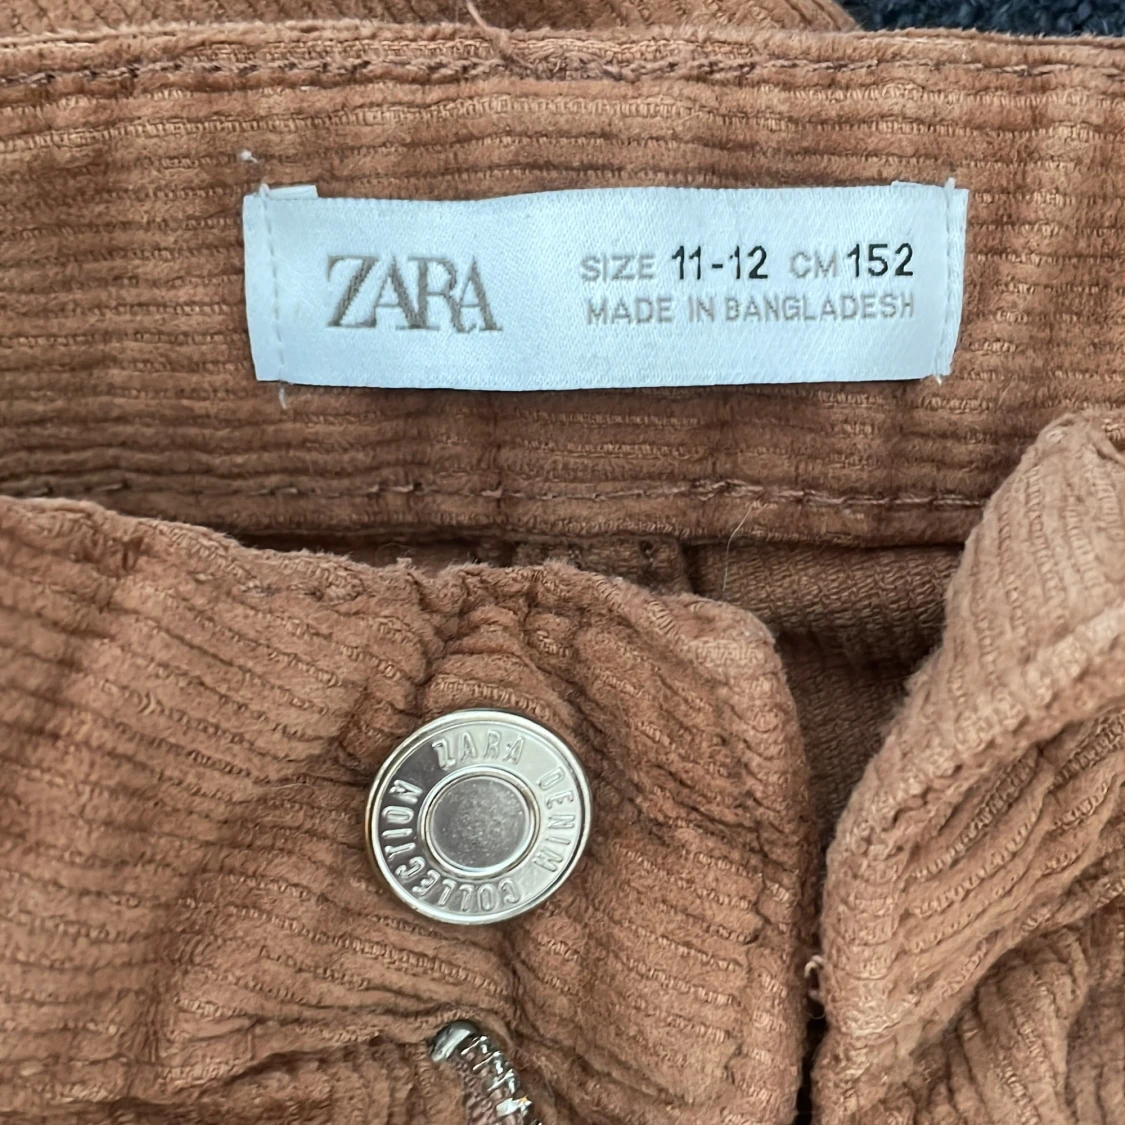 ZARA
SIZE 11-12 CM 152
MADE IN BANGLADESH
ZARA DENIM COLLECTION